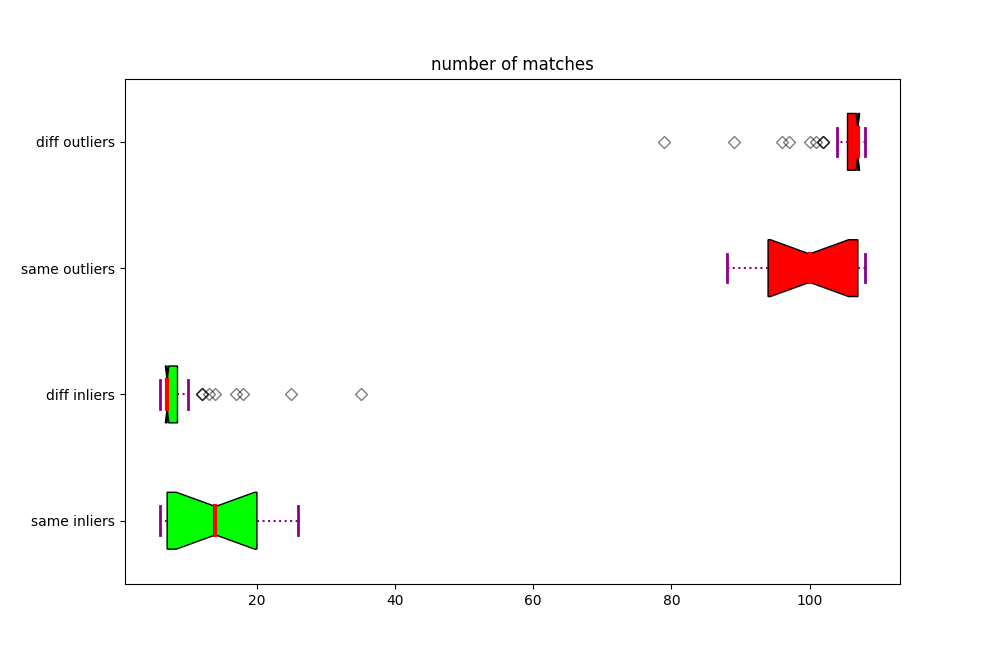 number of matches
diff outliers
same outliers
diff inliers
same inliers
20 40 60 80 100